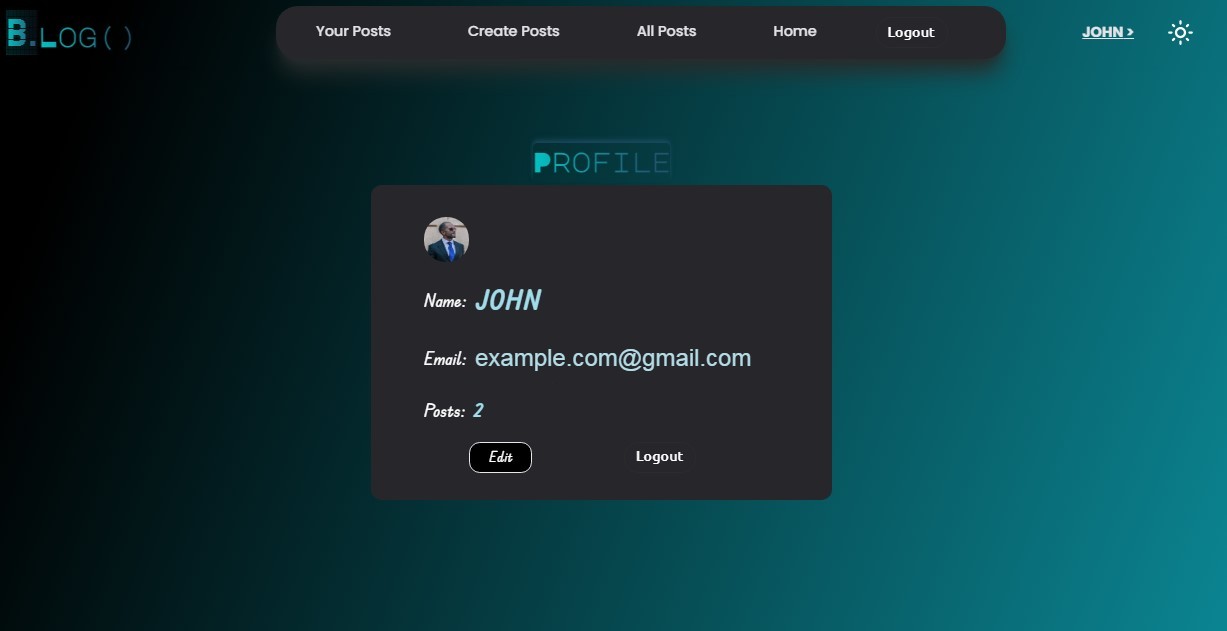 B.LOG()
Your Posts Create Posts All Posts Home Logout
JOHN >
PROFILE
Name: JOHN
Email: example.com@gmail.com
Posts: 2
Edit Logout